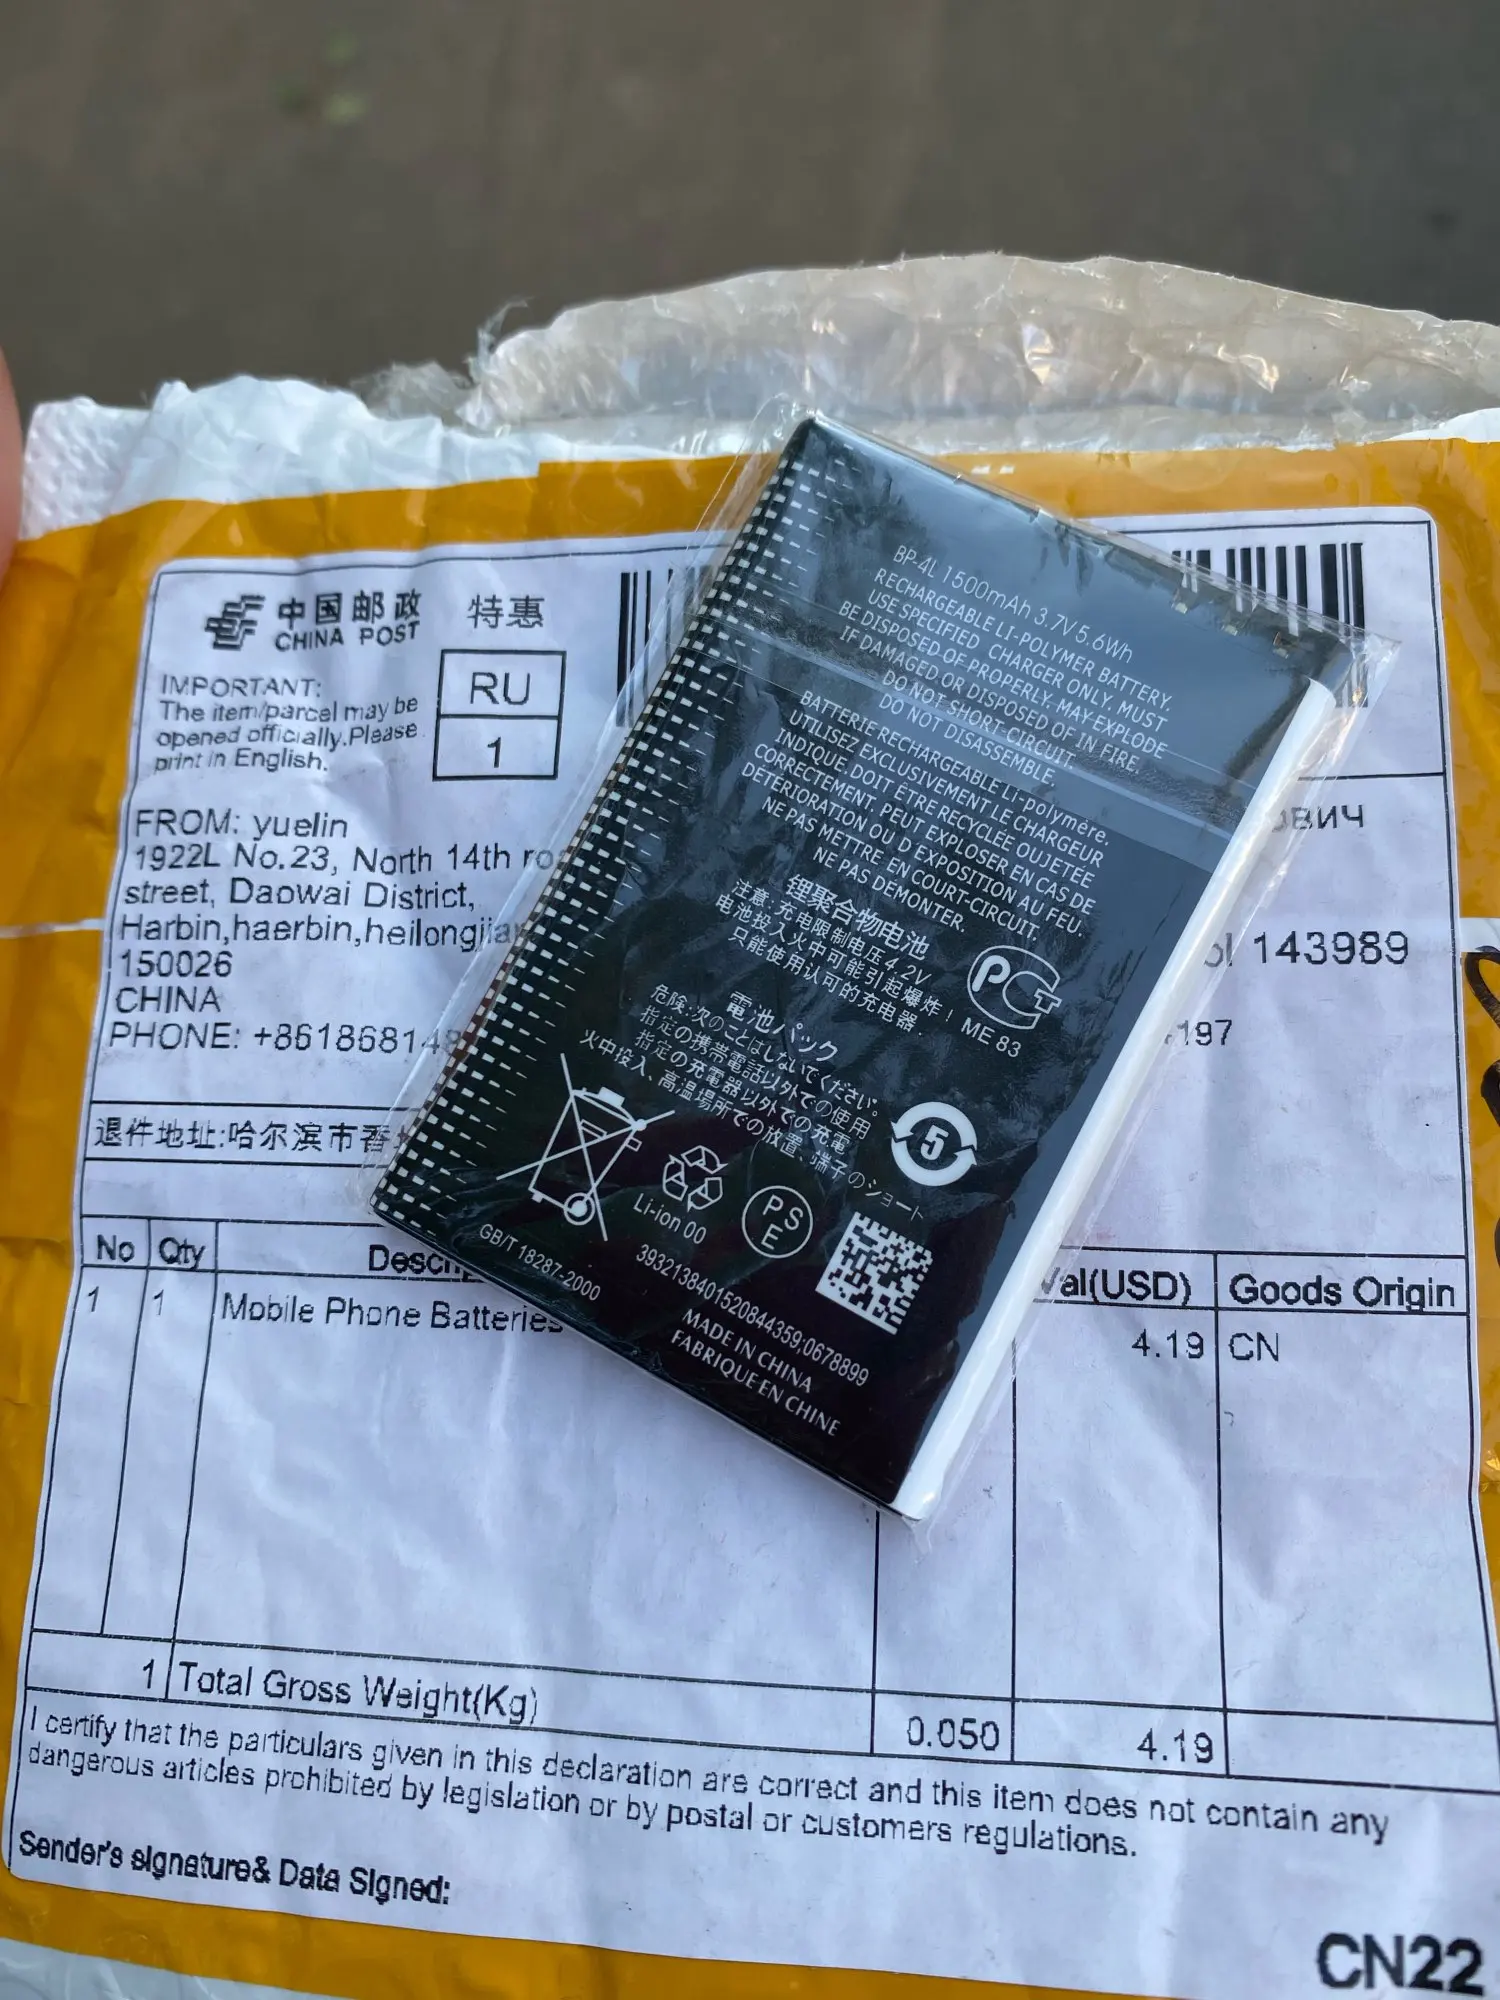 中国邮政
CHINA POST
特惠
RU
1
IMPORTANT:
The item/parcel may be
opened officially.Please
print in English.
FROM: yuelin
1922L No.23, North 14th
street, Daowai District,
Harbin,haerbin,
150026
CHINA
PHONE: +861868148
退件地址:哈尔滨市香
ОВИЧ
143989
197
No Qty Val(USD) Goods Origin
1 1 Mobile Phone Batteries 4.19 CN
1 Total Gross Weight(Kg) 0.050 4.19
I certify that the particulars given in this declaration are correct and this item does not contain any
dangerous articles prohibited by legislation or by postal or customers regulations.
Sender's signature& Data Signed:
CN22
BP-4L 1500mAh 3.7V 5.6Wh
RECHARGEABLE LI-POLYMER BATTERY.
USE SPECIFIED CHARGER ONLY, MUST
BE DISPOSED OF PROPERLY, MAY EXPLODE
IF DAMAGED OR DISPOSED OF IN FIRE.
DO NOT SHORT-CIRCUIT.
DO NOT DISASSEMBLE.
BATTERIE RECHARGEABLE LI-Polymère.
UTILISEZ EXCLUSIVEMENT LE CHARGEUR
INDIQUE. DOIT ÊTRE RECYCLÉE OUJETEE
CORRECTEMENT. PEUT EXPLOSER EN CAS DE
DÉTERIORATION OU D'EXPOSITION AU FEU.
NE PAS METTRE EN COURT-CIRCUIT.
NE PAS DEMONTER.
锂聚合物电池
注意:充电限制电压4.2V
电池投入火中可能引起爆炸!
只能使用认可的充电器.
РСТ
ME 83
電池パック
危険:次のことはしないでください。
指定の携帯電話以外での使用
指定の充電器以外での充電、
火中投入、高温場所での放置、端子のショート
5
Li-ion 00
PSE
GB/T 18287-2000
3932138401520844359;0678899
MADE IN CHINA
FABRIQUE EN CHINE